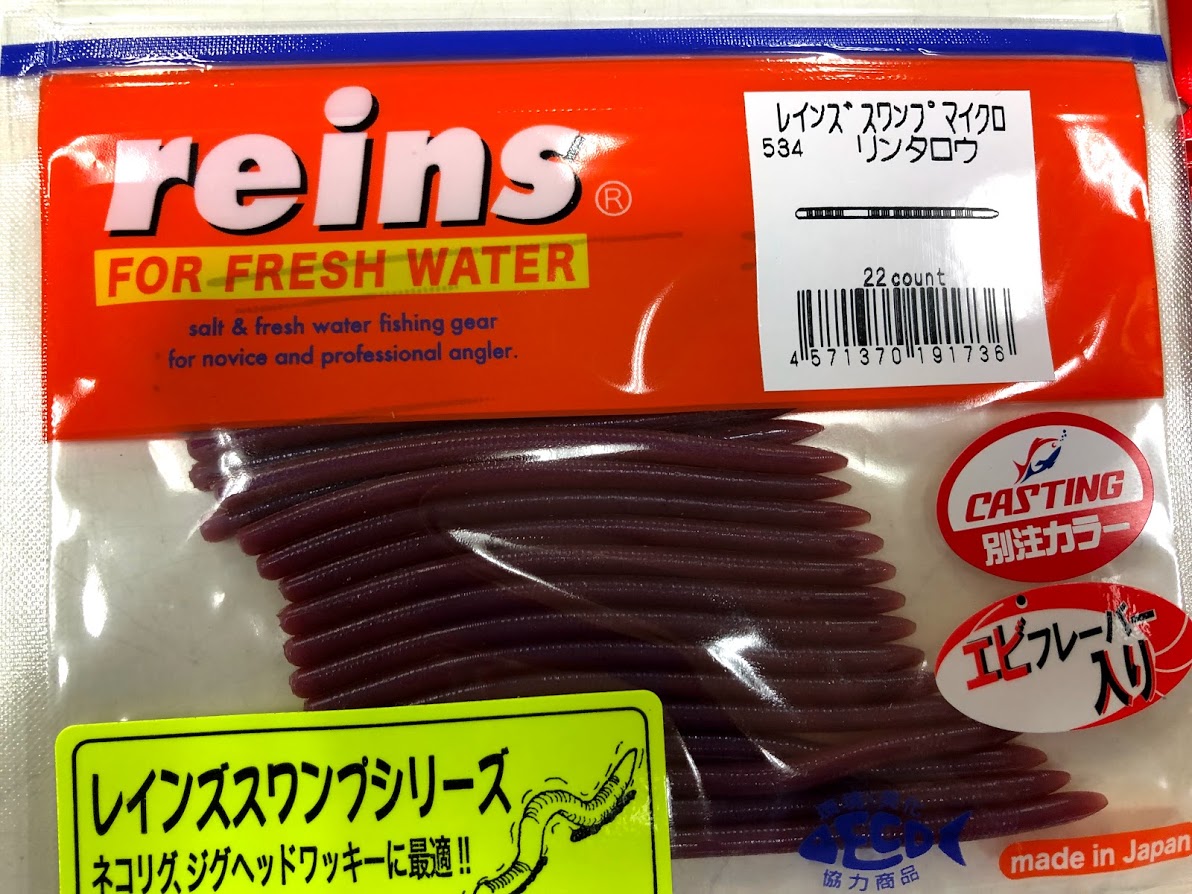 reins®
FOR FRESH WATER
salt & fresh water fishing gear
for novice and professional angler.
レインズスワンプマイクロ
534 リンタロウ
22 count
4 571370 191736
CASTING
別注カラー
エビフレーバー
入り
レインズスワンプシリーズ
ネコリグ、ジグヘッドワッキーに最適!!
ECO
協力商品
made in Japan